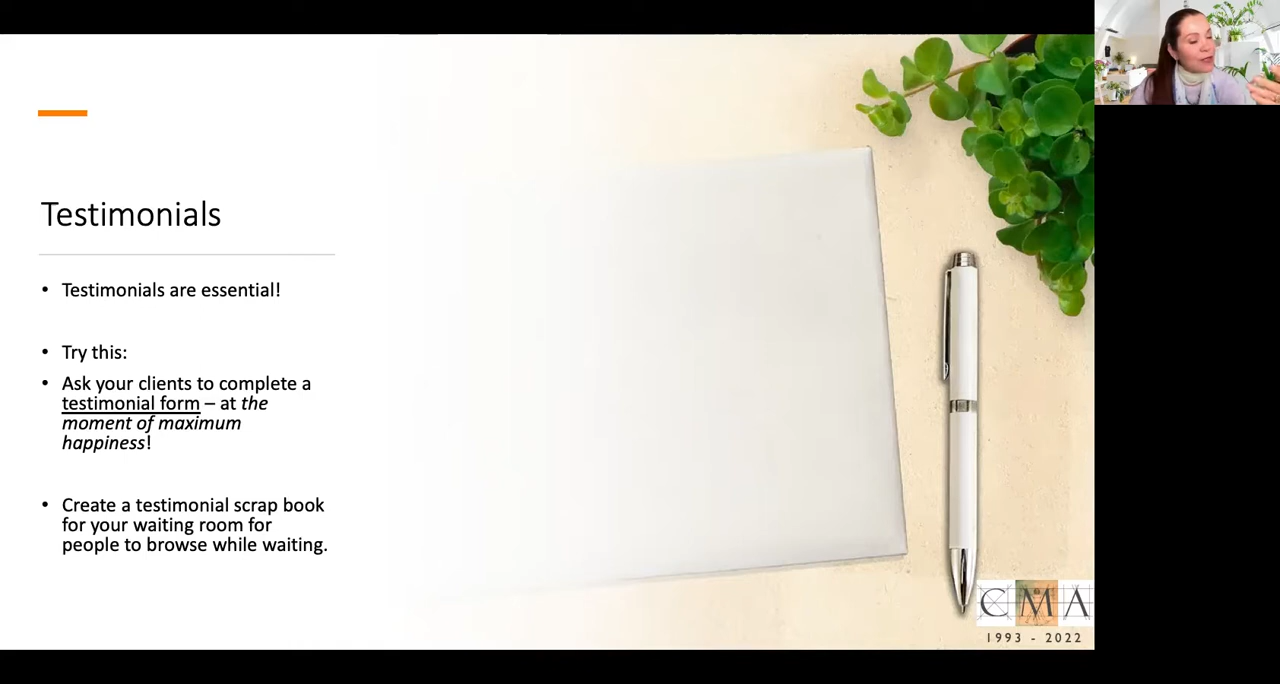 Testimonials
• Testimonials are essential!
• Try this:
• Ask your clients to complete a
testimonial form – at the
moment of maximum
happiness!
• Create a testimonial scrap book
for your waiting room for
people to browse while waiting.
CMA
1993 - 2022